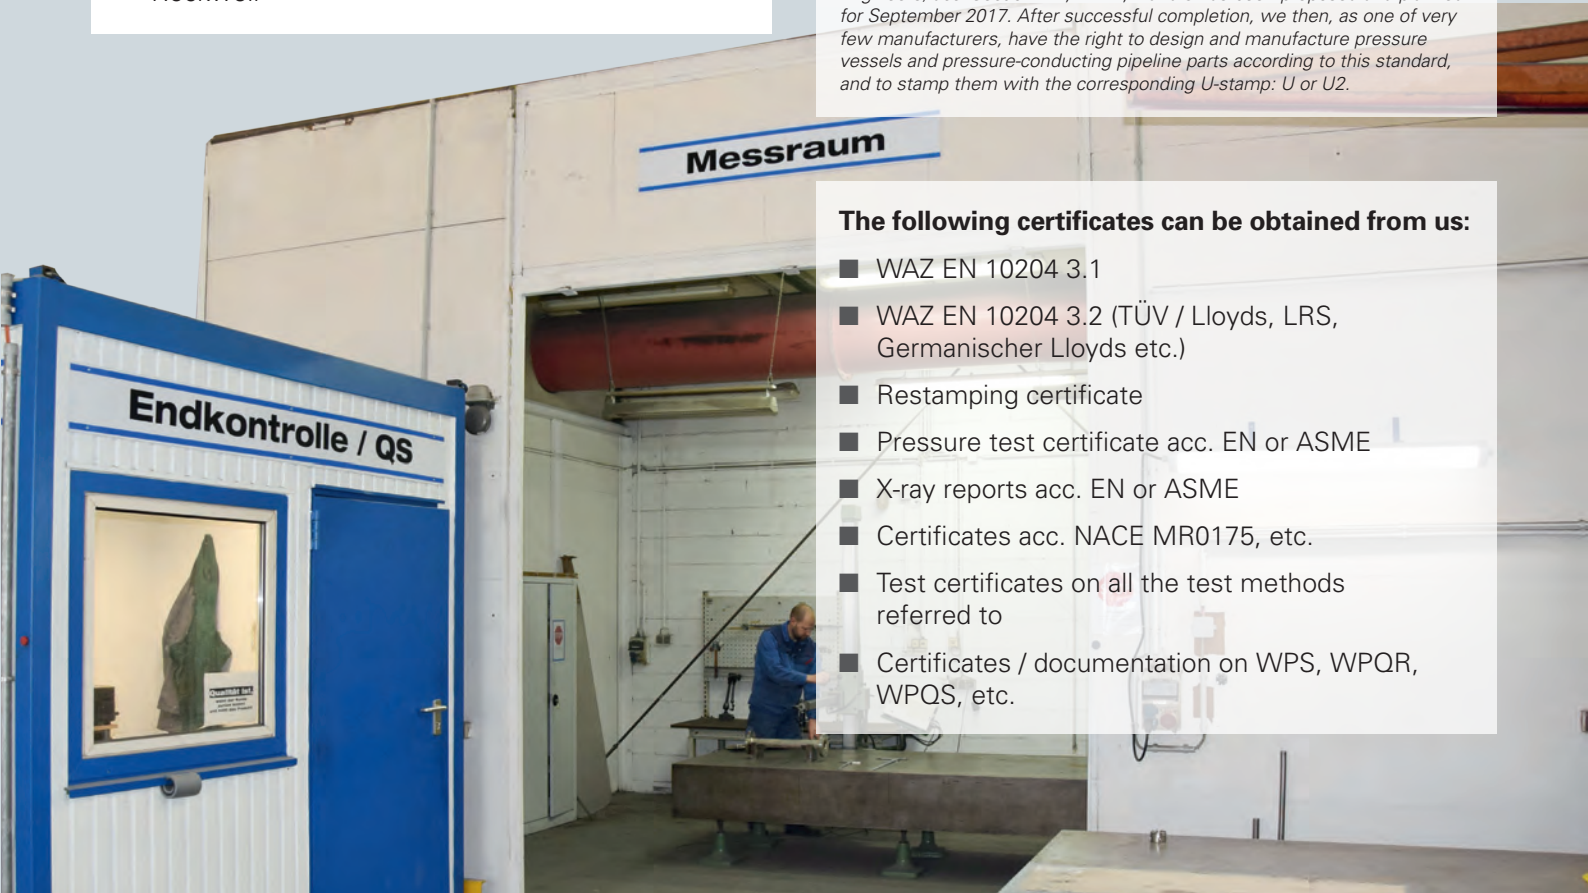 for September 2017. After successful completion, we then, as one of very
few manufacturers, have the right to design and manufacture pressure
vessels and pressure-conducting pipeline parts according to this standard,
and to stamp them with the corresponding U-stamp: U or U2.
Messraum
The following certificates can be obtained from us:
■ WAZ EN 10204 3.1
■ WAZ EN 10204 3.2 (TÜV / Lloyds, LRS,
Germanischer Lloyds etc.)
■ Restamping certificate
■ Pressure test certificate acc. EN or ASME
■ X-ray reports acc. EN or ASME
■ Certificates acc. NACE MR0175, etc.
■ Test certificates on all the test methods
referred to
■ Certificates / documentation on WPS, WPQR,
WPQS, etc.
Endkontrolle / QS
Qualität ist,